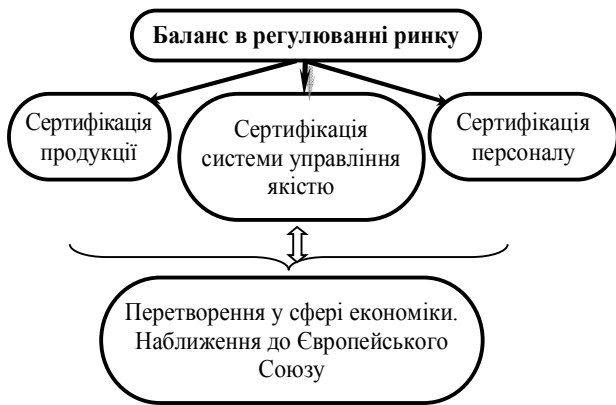 Баланс в регулюванні ринку
Сертифікація
продукції
Сертифікація
системи управління
якістю
Сертифікація
персоналу
Перетворення у сфері економіки.
Наближення до Європейського
Союзу